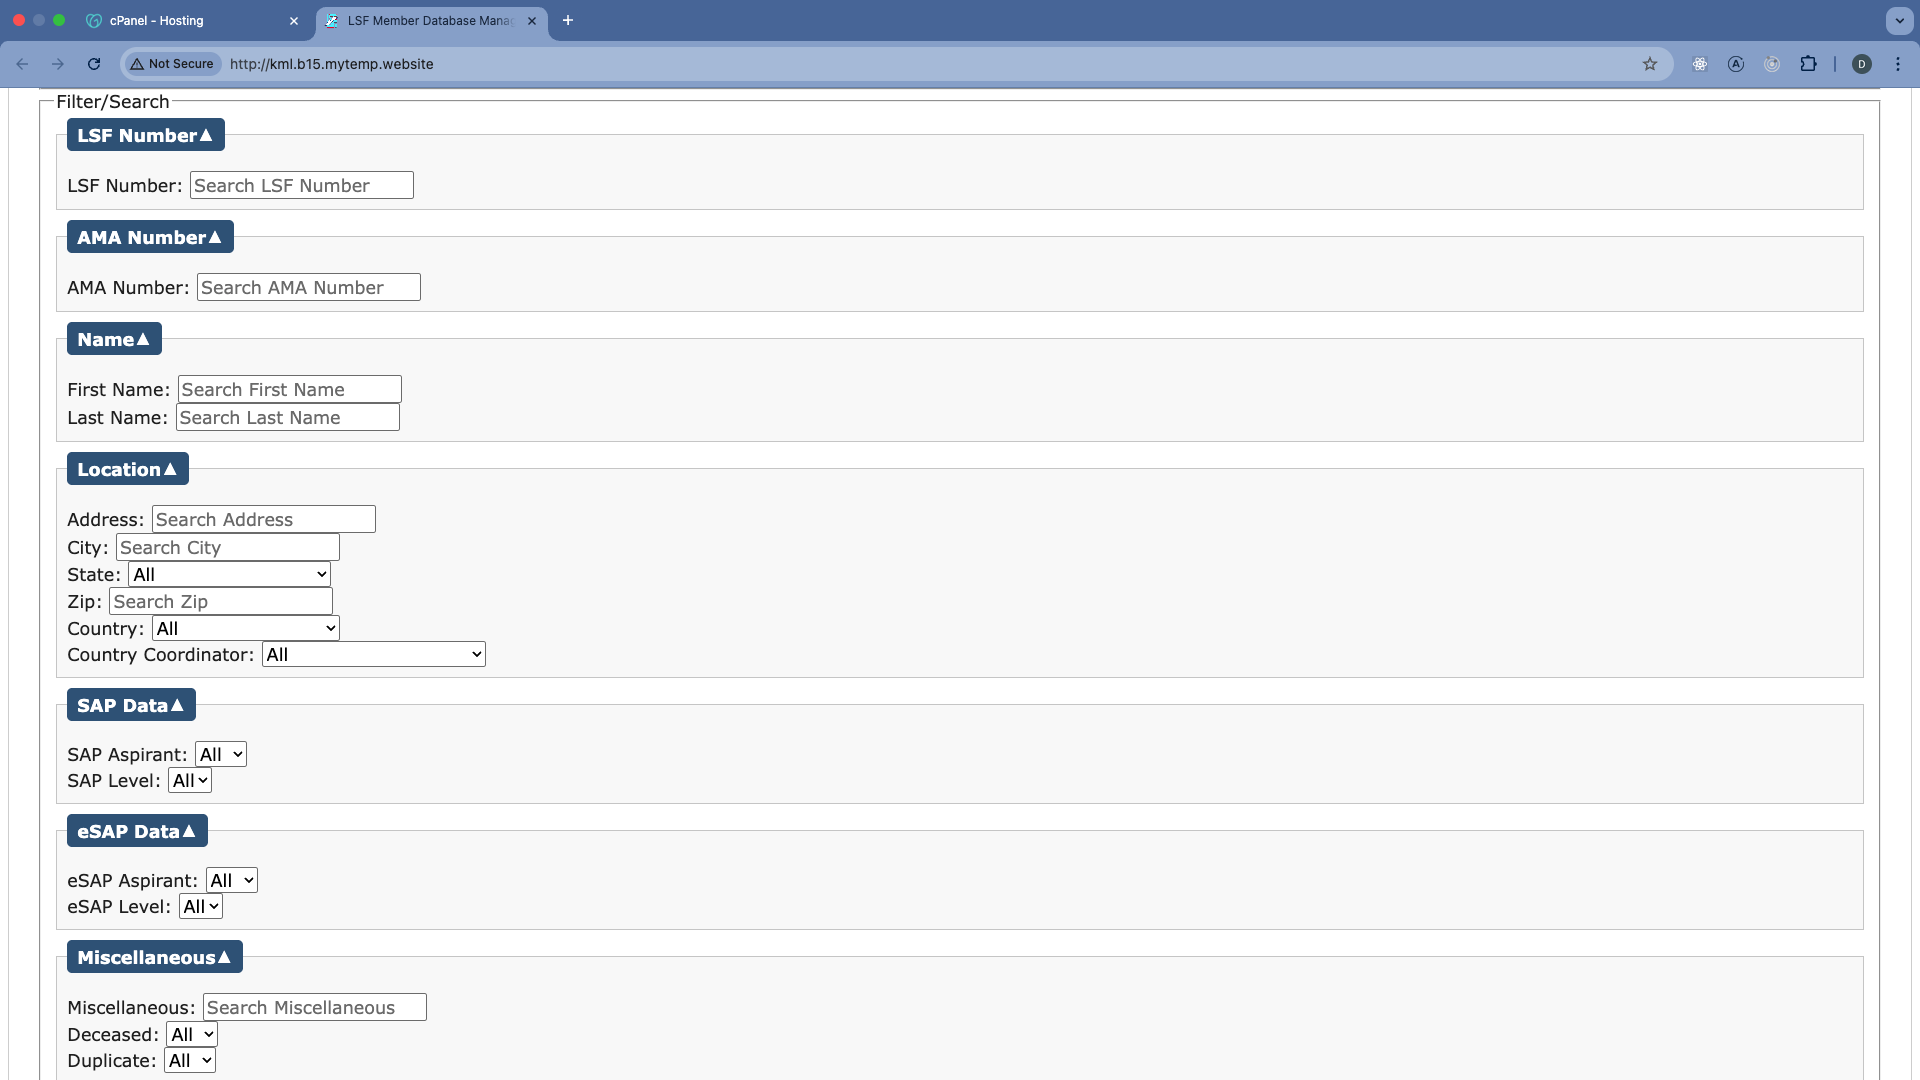 cPanel - Hosting
LSF Member Database Manag
Not Secure
http://kml.b15.mytemp.website
D
Filter/Search
LSF Number▲
LSF Number: Search LSF Number
AMA Number▲
AMA Number: Search AMA Number
Name▲
First Name: Search First Name
Last Name: Search Last Name
Location▲
Address: Search Address
City: Search City
State: All
Zip: Search Zip
Country: All
Country Coordinator: All
SAP Data▲
SAP Aspirant: All
SAP Level: All
eSAP Data▲
eSAP Aspirant: All
eSAP Level: All
Miscellaneous▲
Miscellaneous: Search Miscellaneous
Deceased: All
Duplicate: All